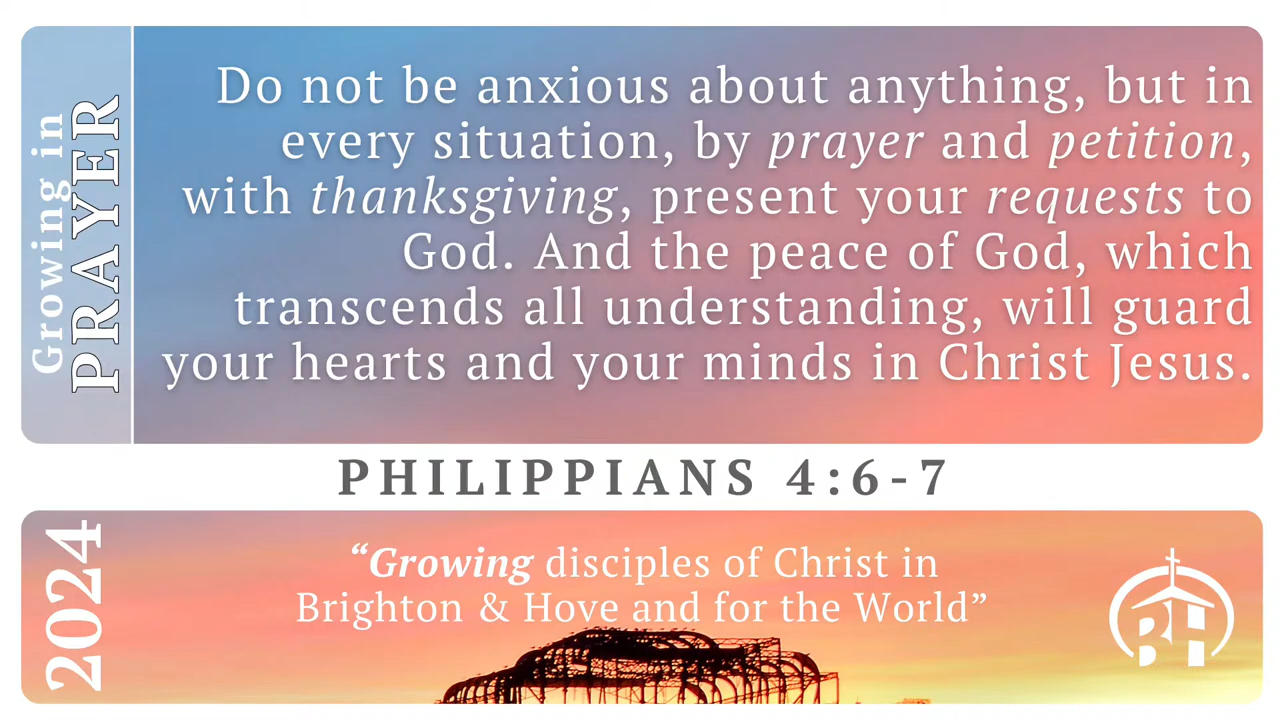 Growing in
PRAYER
Do not be anxious about anything, but in
every situation, by prayer and petition,
with thanksgiving, present your requests to
God. And the peace of God, which
transcends all understanding, will guard
your hearts and your minds in Christ Jesus.
PHILIPPIANS 4:6-7
2024
“Growing disciples of Christ in
Brighton & Hove and for the World”
BH